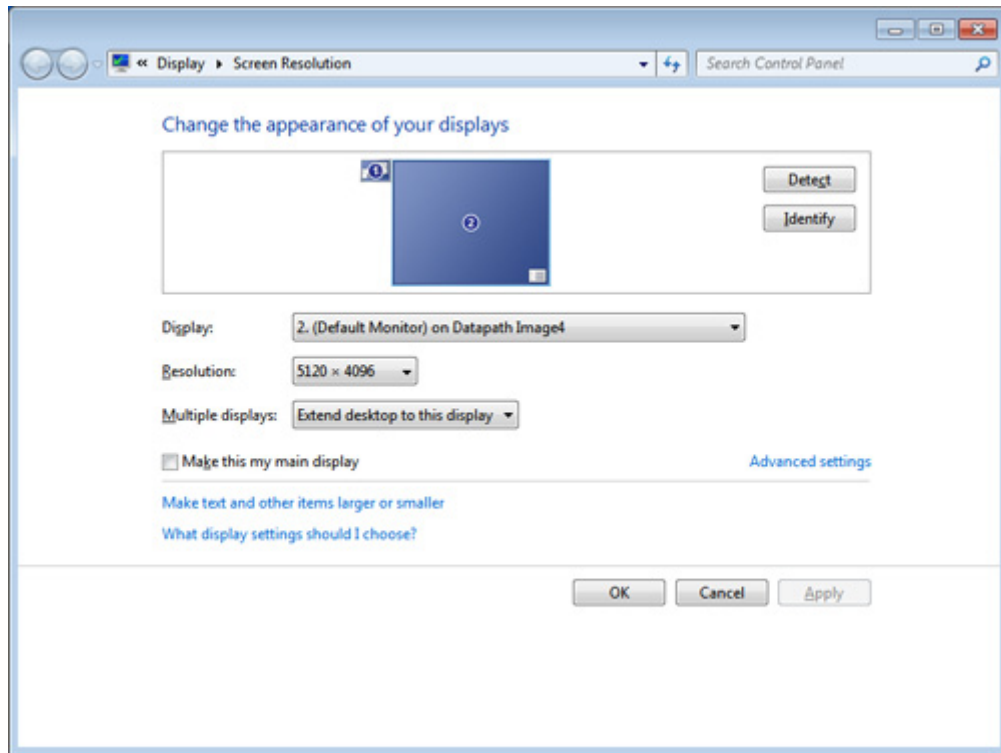 « Display ▸ Screen Resolution
Search Control Panel
Change the appearance of your displays
1
2
Detect
Identify
Display: 2. (Default Monitor) on Datapath Image4
Resolution: 5120 × 4096
Multiple displays: Extend desktop to this display
Make this my main display
Advanced settings
Make text and other items larger or smaller
What display settings should I choose?
OK Cancel Apply